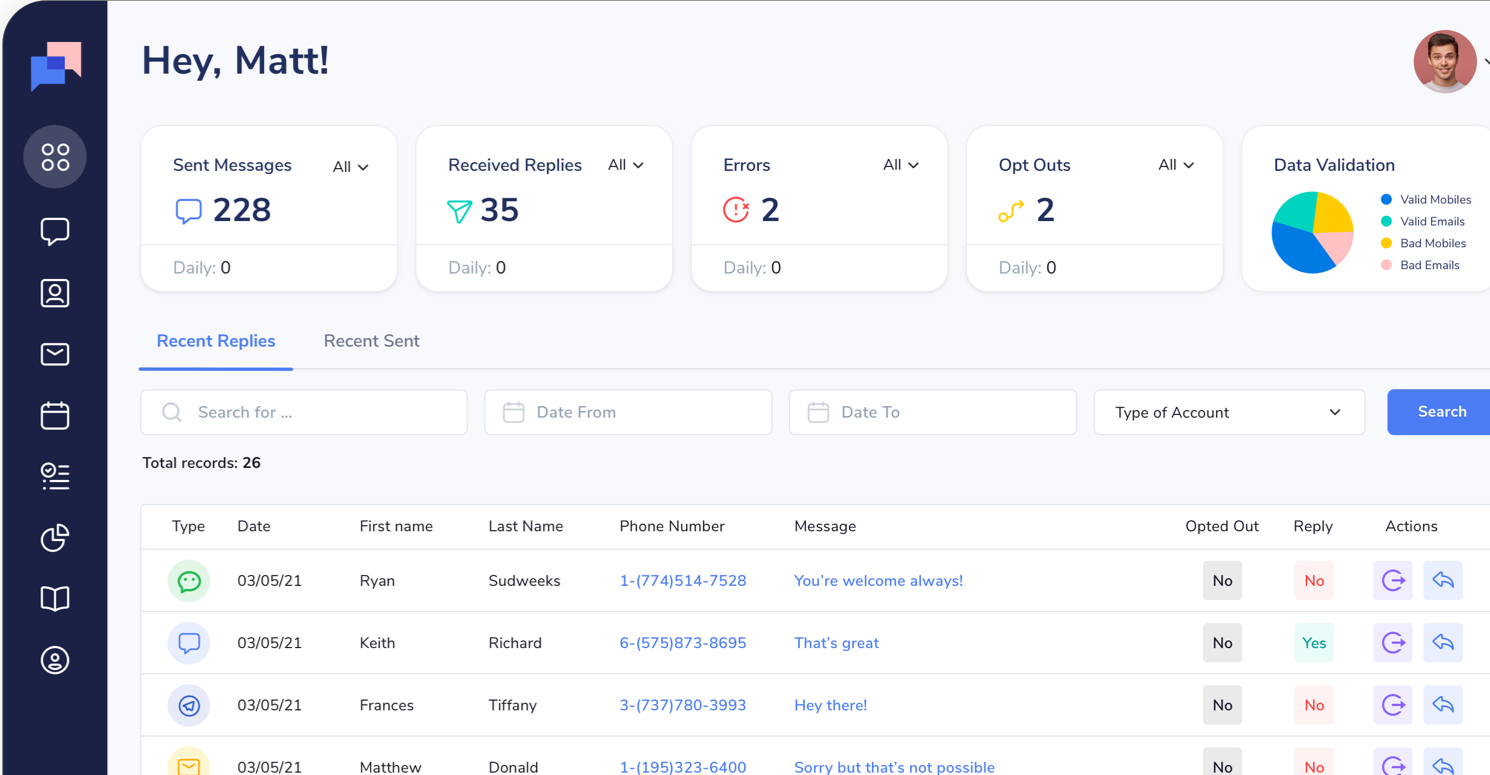 Hey, Matt!
Sent Messages All
228
Daily: 0
Received Replies All
35
Daily: 0
Errors All
2
Daily: 0
Opt Outs All
2
Daily: 0
Data Validation
Valid Mobiles
Valid Emails
Bad Mobiles
Bad Emails
Recent Replies Recent Sent
Search for ... Date From Date To Type of Account Search
Total records: 26
Type Date First name Last Name Phone Number Message Opted Out Reply Actions
03/05/21 Ryan Sudweeks 1-(774)514-7528 You’re welcome always! No No
03/05/21 Keith Richard 6-(575)873-8695 That’s great No Yes
03/05/21 Frances Tiffany 3-(737)780-3993 Hey there! No No
03/05/21 Matthew Donald 1-(195)323-6400 Sorry but that’s not possible No No